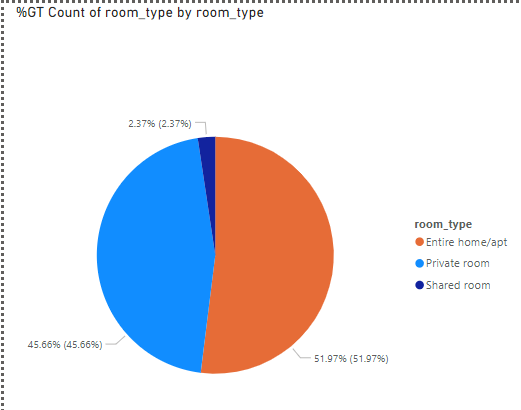 %GT Count of room_type by room_type
2.37% (2.37%)
room_type
Entire home/apt
Private room
Shared room
45.66% (45.66%)
51.97% (51.97%)